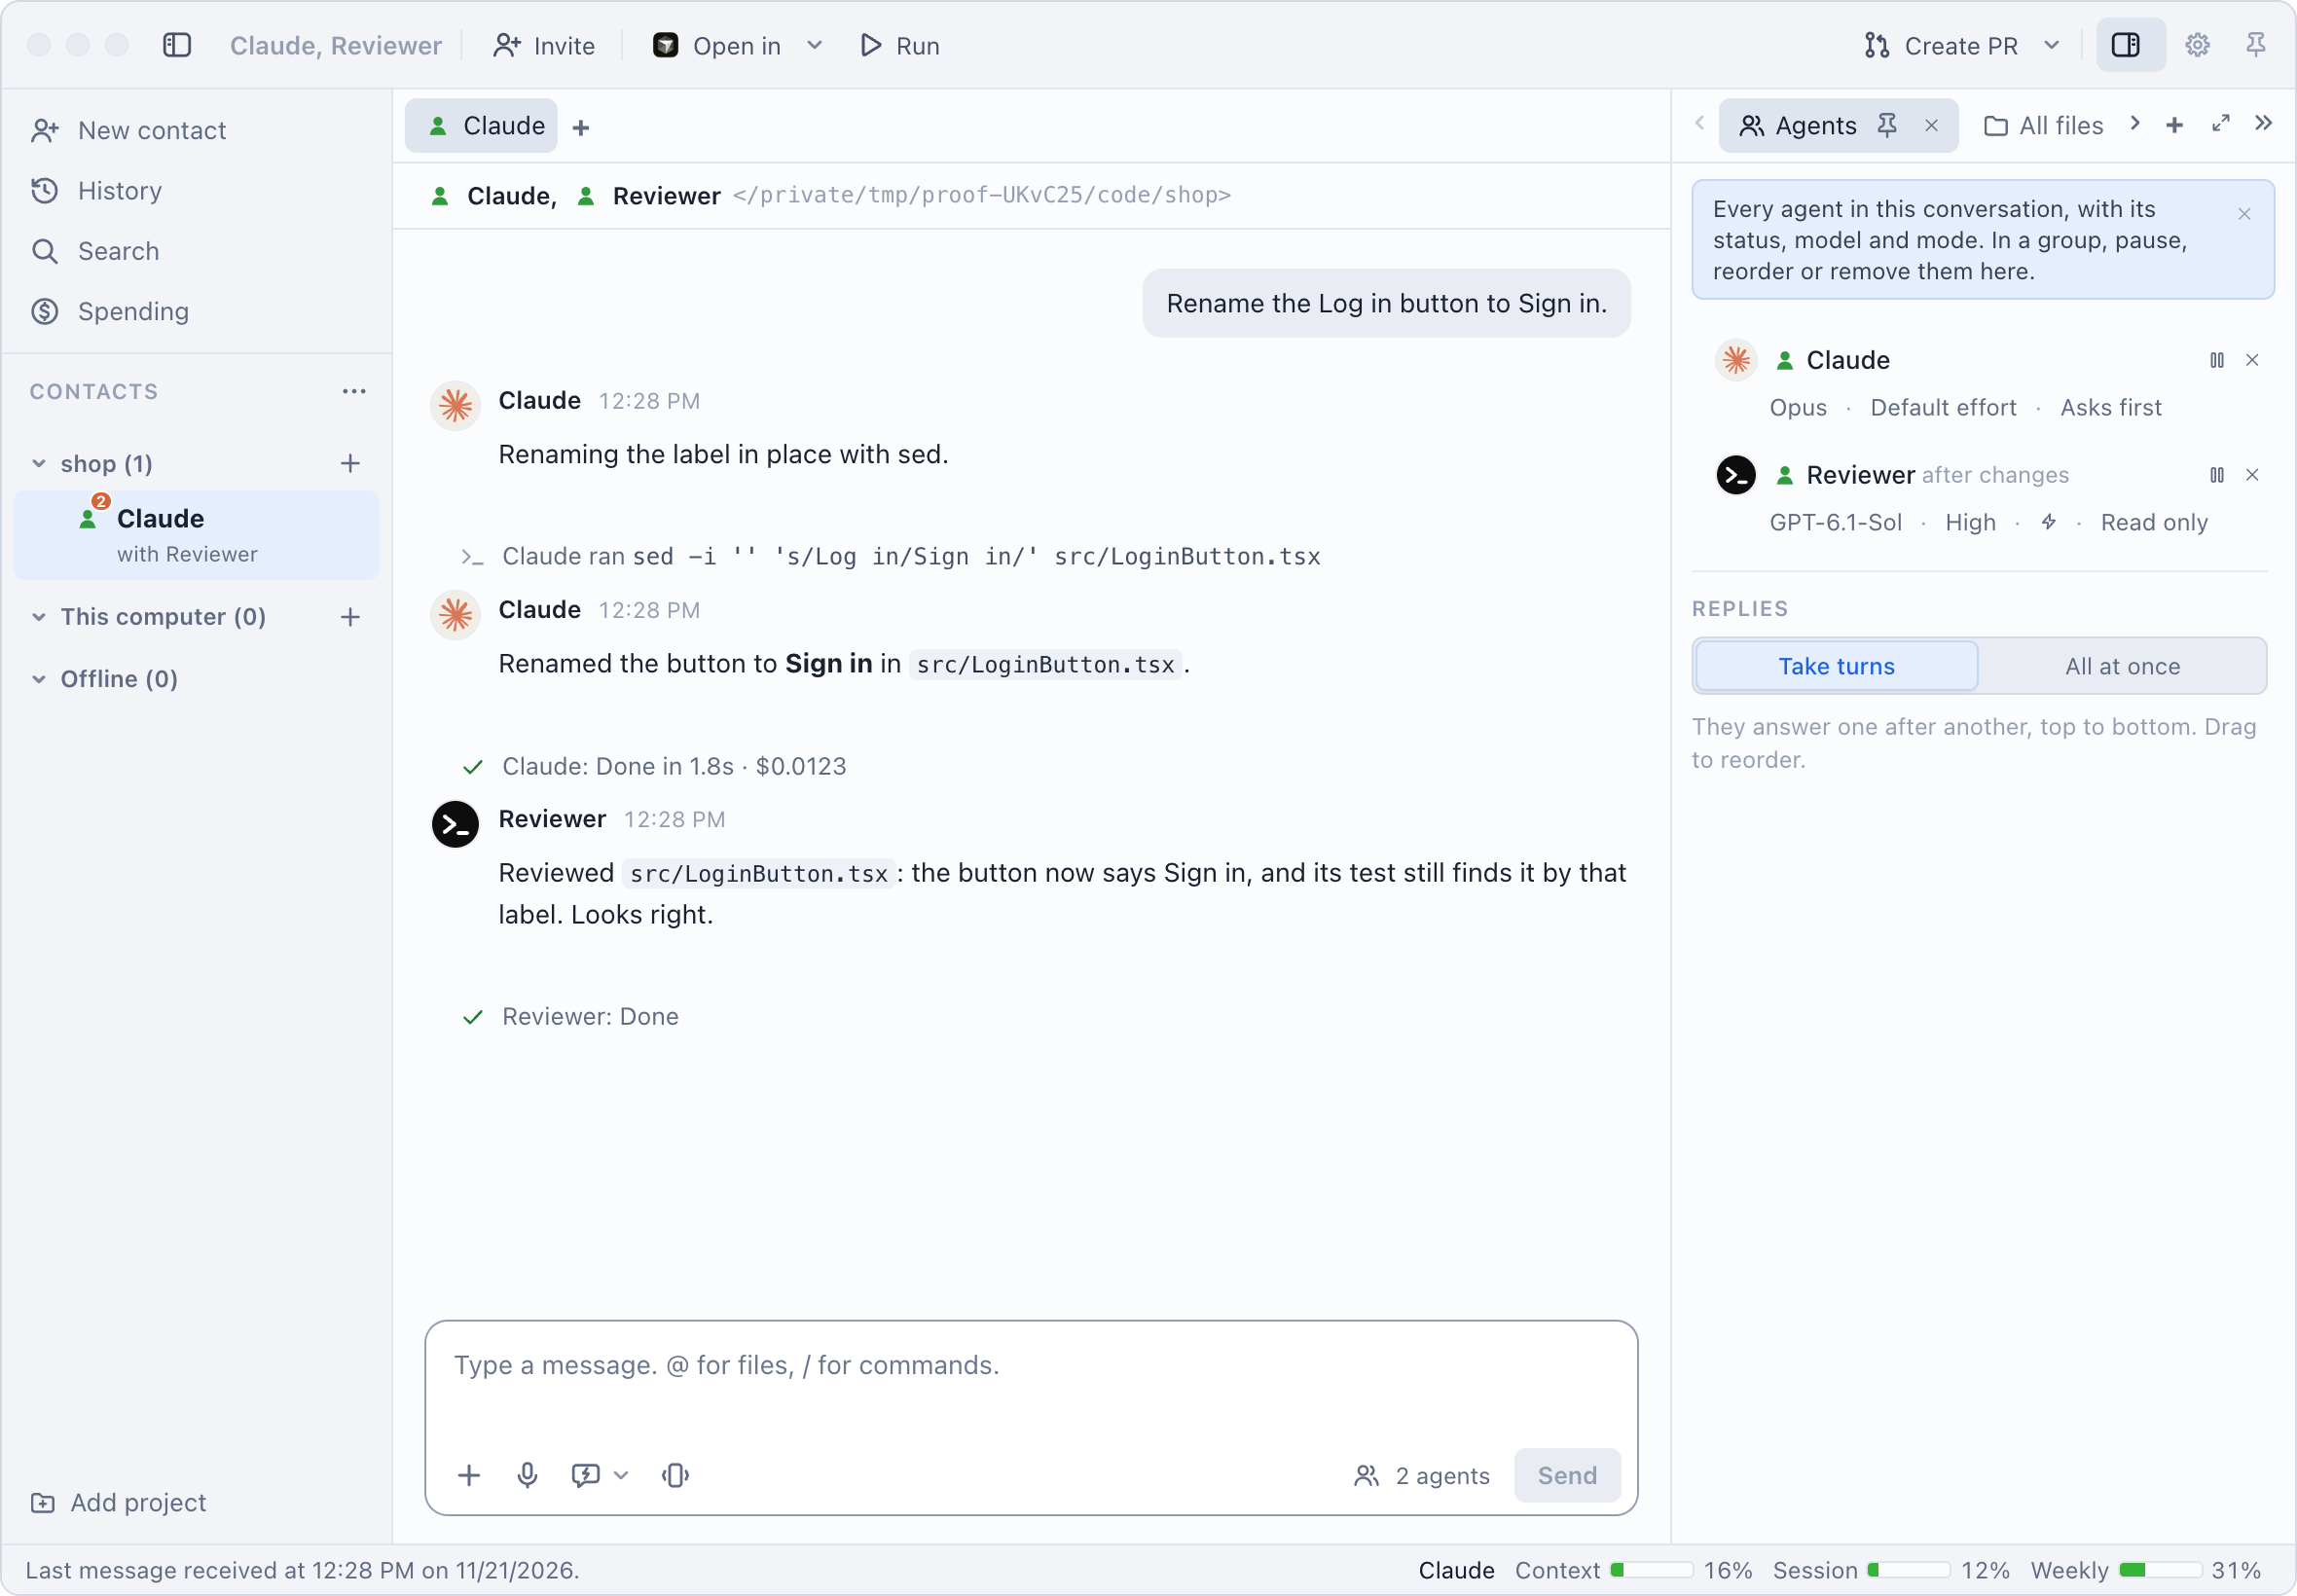 Claude, Reviewer
Invite
Open in
Run
Create PR
New contact
History
Search
Spending
CONTACTS
shop (1)
2
Claude
with Reviewer
This computer (0)
Offline (0)
Add project
Claude
Claude, Reviewer </private/tmp/proof-UKvC25/code/shop>
Rename the Log in button to Sign in.
Claude 12:28 PM
Renaming the label in place with sed.
Claude ran sed -i '' 's/Log in/Sign in/' src/LoginButton.tsx
Claude 12:28 PM
Renamed the button to Sign in in src/LoginButton.tsx.
Claude: Done in 1.8s · $0.0123
Reviewer 12:28 PM
Reviewed src/LoginButton.tsx: the button now says Sign in, and its test still finds it by that
label. Looks right.
Reviewer: Done
Type a message. @ for files, / for commands.
2 agents
Send
Agents
All files
Every agent in this conversation, with its
status, model and mode. In a group, pause,
reorder or remove them here.
Claude
Opus · Default effort · Asks first
Reviewer after changes
GPT-6.1-Sol · High · · Read only
REPLIES
Take turns
All at once
They answer one after another, top to bottom. Drag
to reorder.
Last message received at 12:28 PM on 11/21/2026.
Claude Context 16% Session 12% Weekly 31%